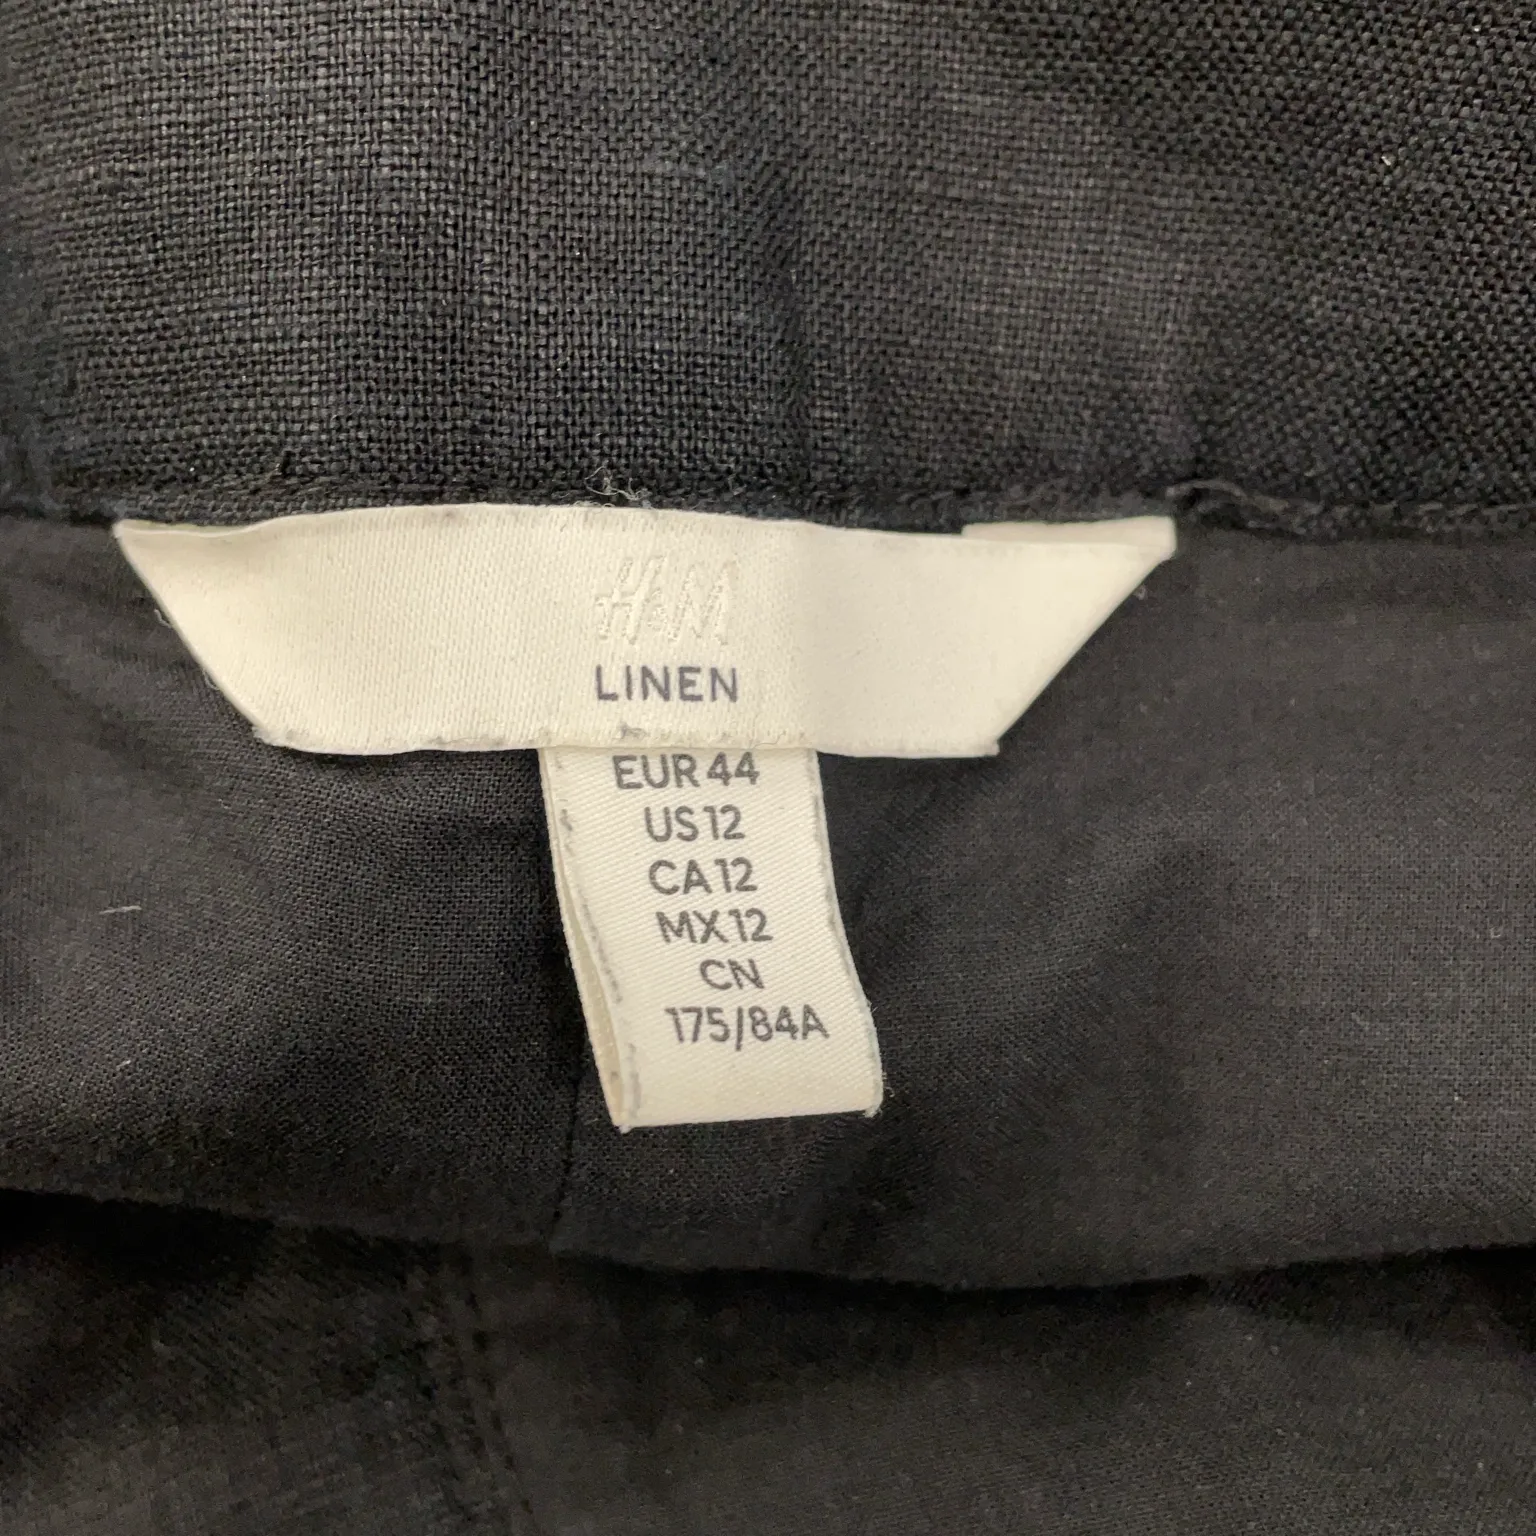 H&M
LINEN
EUR 44
US 12
CA 12
MX 12
CN
175/84A